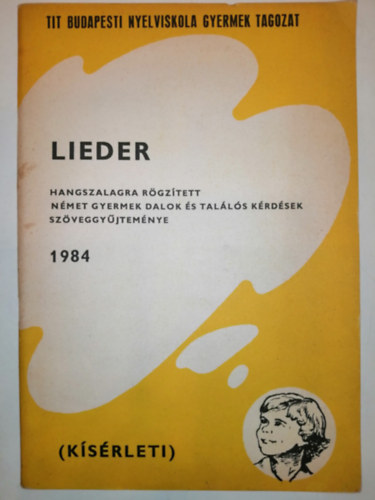 TIT BUDAPESTI NYELVISKOLA GYERMEK TAGOZAT
LIEDER
HANGSZALAGRA RÖGZÍTETT
NÉMET GYERMEK DALOK ÉS TALÁLÓS KÉRDÉSEK
SZÖVEGGYŰJTEMÉNYE
1984
(KÍSÉRLETI)